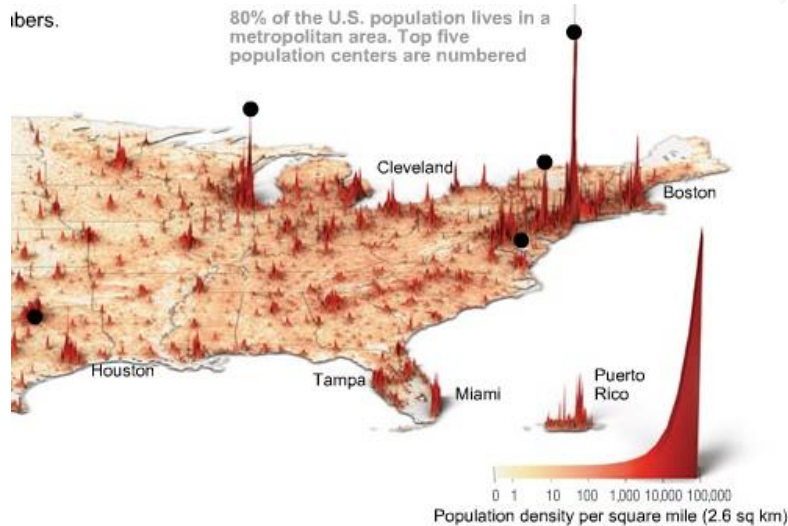 80% of the U.S. population lives in a
metropolitan area. Top five
population centers are numbered
Cleveland
Boston
Houston
Tampa
Miami
Puerto
Rico
0 1 10 100 1,000 10,000 100,000
Population density per square mile (2.6 sq km)